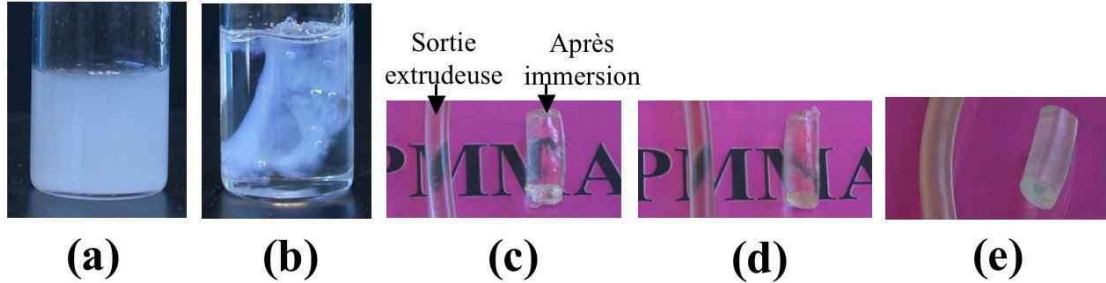 Sortie
extrudeuse
Après
immersion
PMMA
PMMA
(a)
(b)
(c)
(d)
(e)